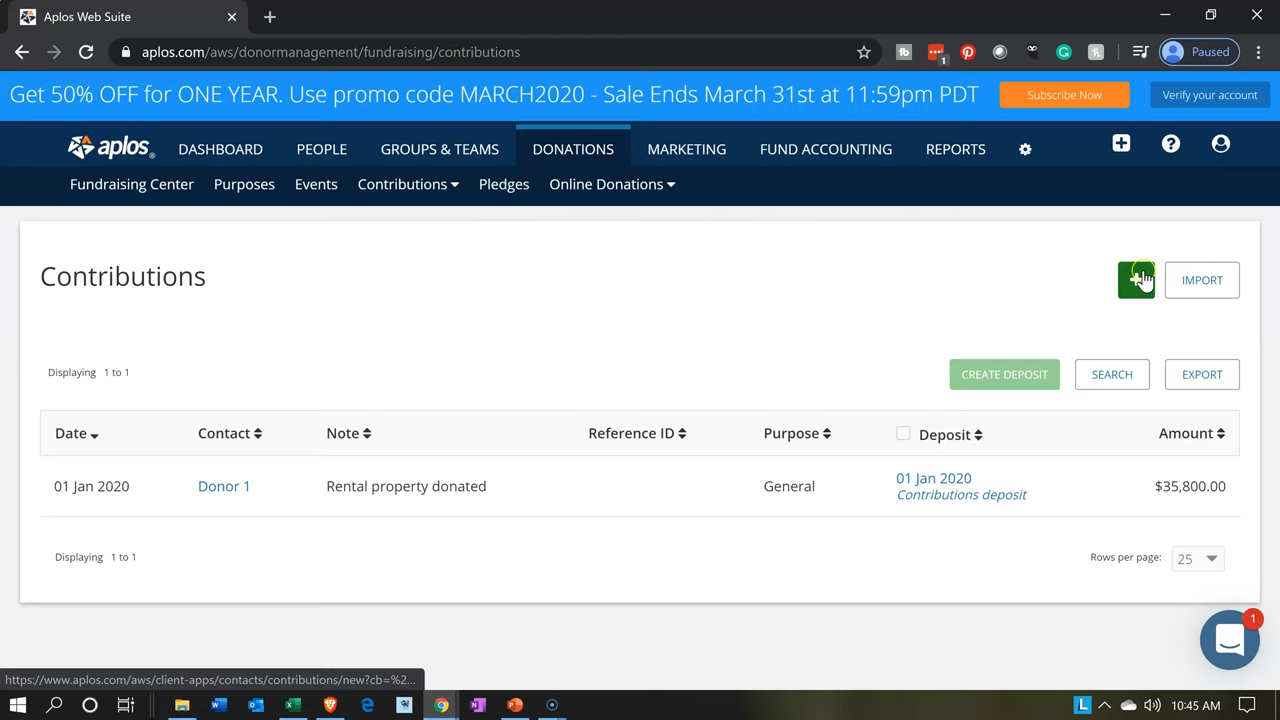 Aplos Web Suite
aplos.com/aws/donormanagement/fundraising/contributions
1
Paused
Get 50% OFF for ONE YEAR. Use promo code MARCH2020 - Sale Ends March 31st at 11:59pm PDT
Subscribe Now
Verify your account
aplos
DASHBOARD PEOPLE GROUPS & TEAMS DONATIONS MARKETING FUND ACCOUNTING REPORTS
Fundraising Center Purposes Events Contributions Pledges Online Donations
Contributions
IMPORT
Displaying 1 to 1
CREATE DEPOSIT SEARCH EXPORT
Date Contact Note Reference ID Purpose Deposit Amount
01 Jan 2020 Donor 1 Rental property donated General 01 Jan 2020 $35,800.00
Contributions deposit
Displaying 1 to 1
Rows per page: 25
1
https://www.aplos.com/aws/client-apps/contacts/contributions/new?cb=%2...
10:45 AM